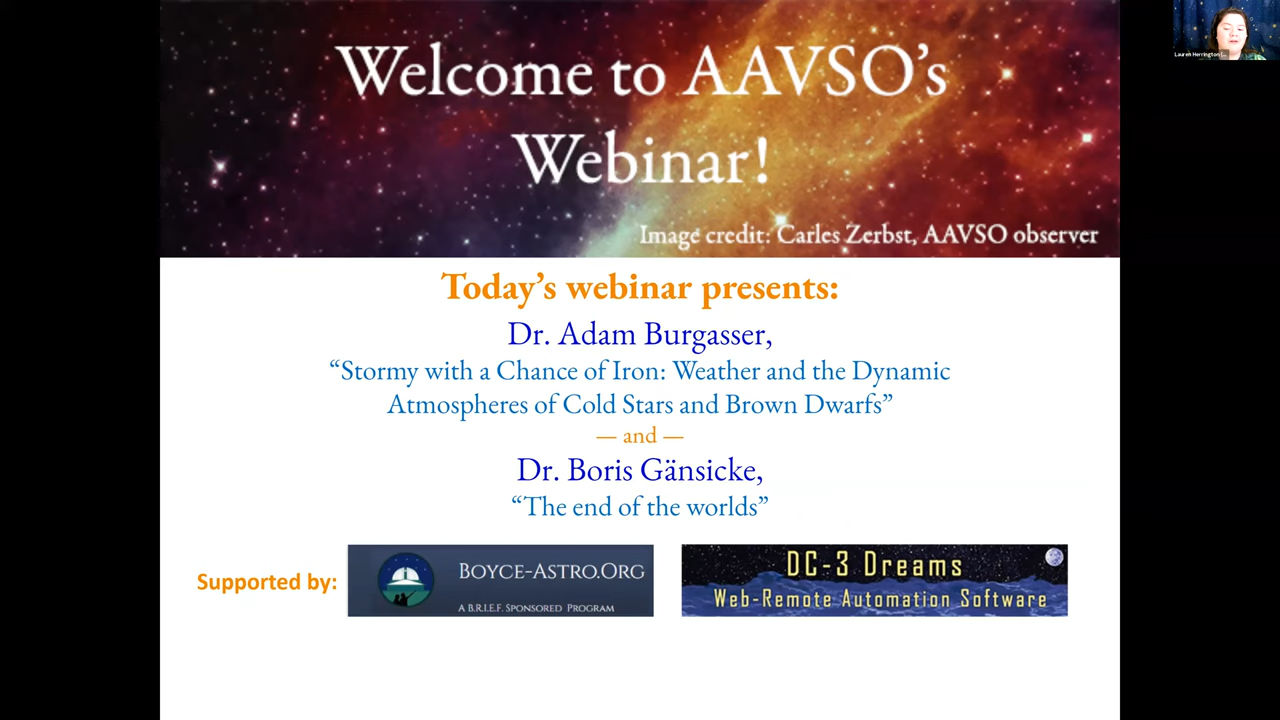 Welcome to AAVSO's
Webinar!
Image credit: Carles Zerbst, AAVSO observer
Today's webinar presents:
Dr. Adam Burgasser,
“Stormy with a Chance of Iron: Weather and the Dynamic
Atmospheres of Cold Stars and Brown Dwarfs”
— and —
Dr. Boris Gänsicke,
“The end of the worlds”
Supported by:
BOYCE-ASTRO.ORG
A B.R.I.E.F. SPONSORED PROGRAM
DC-3 Dreams
Web-Remote Automation Software
Lauren Herrington